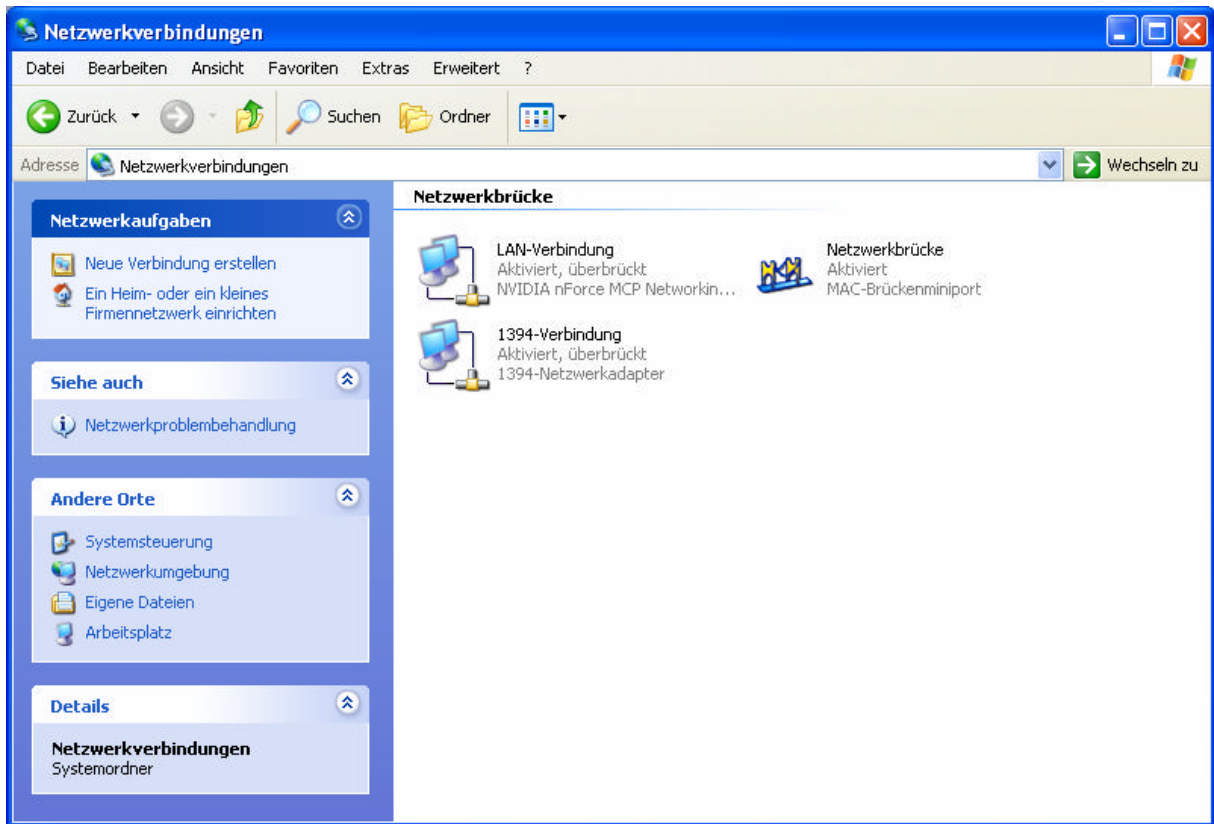 Netzwerkverbindungen
Datei Bearbeiten Ansicht Favoriten Extras Erweitert ?
Zurück Suchen Ordner
Adresse Netzwerkverbindungen Wechseln zu
Netzwerkaufgaben
Neue Verbindung erstellen
Ein Heim- oder ein kleines
Firmennetzwerk einrichten
Siehe auch
Netzwerkproblembehandlung
Andere Orte
Systemsteuerung
Netzwerkumgebung
Eigene Dateien
Arbeitsplatz
Details
Netzwerkverbindungen
Systemordner
Netzwerkbrücke
LAN-Verbindung
Aktiviert, überbrückt
NVIDIA nForce MCP Networkin...
Netzwerkbrücke
Aktiviert
MAC-Brückenminiport
1394-Verbindung
Aktiviert, überbrückt
1394-Netzwerkadapter